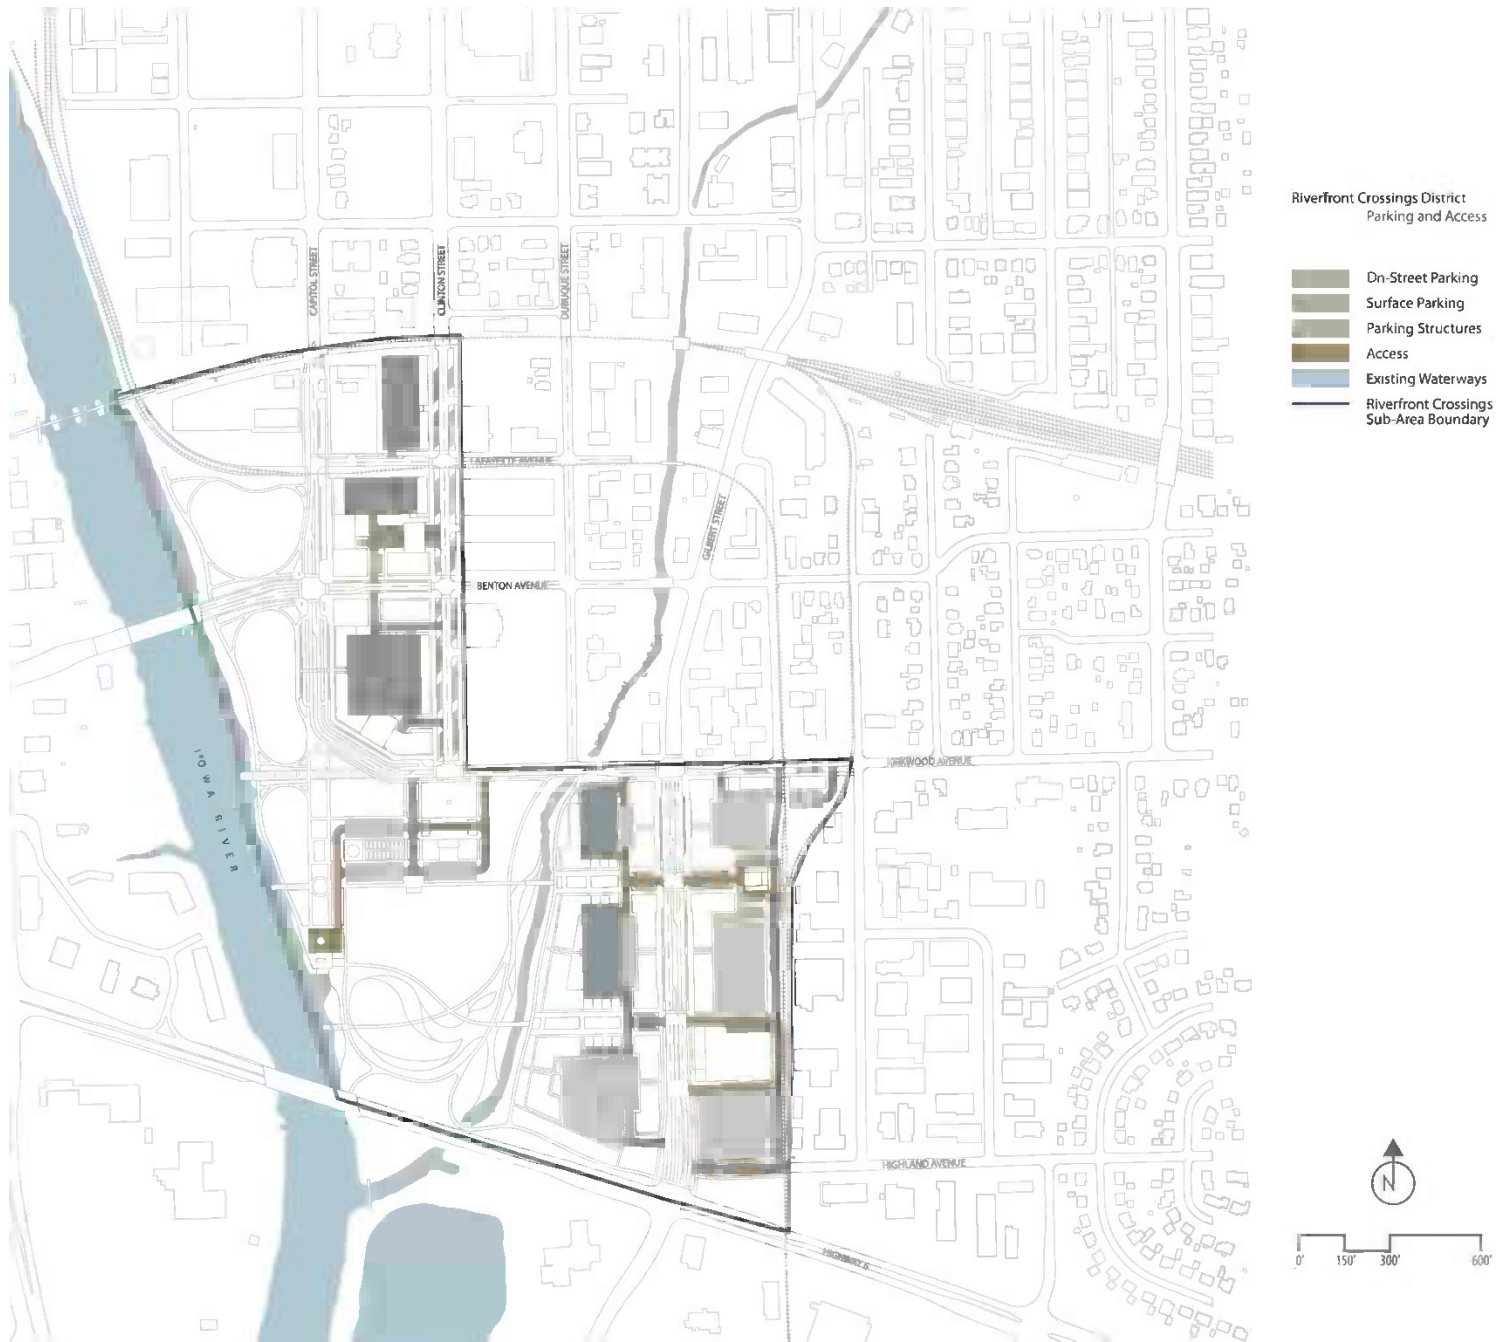 Riverfront Crossings District
Parking and Access
On-Street Parking
Surface Parking
Parking Structures
Access
Existing Waterways
Riverfront Crossings
Sub-Area Boundary
CAPITOL STREET
CLINTON STREET
DUBUQUE STREET
LAFAYETTE AVENUE
GILBERT STREET
BENTON AVENUE
KIRKWOOD AVENUE
IOWA RIVER
HIGHLAND AVENUE
HIGHWAY 6
N
0' 150' 300' 600'